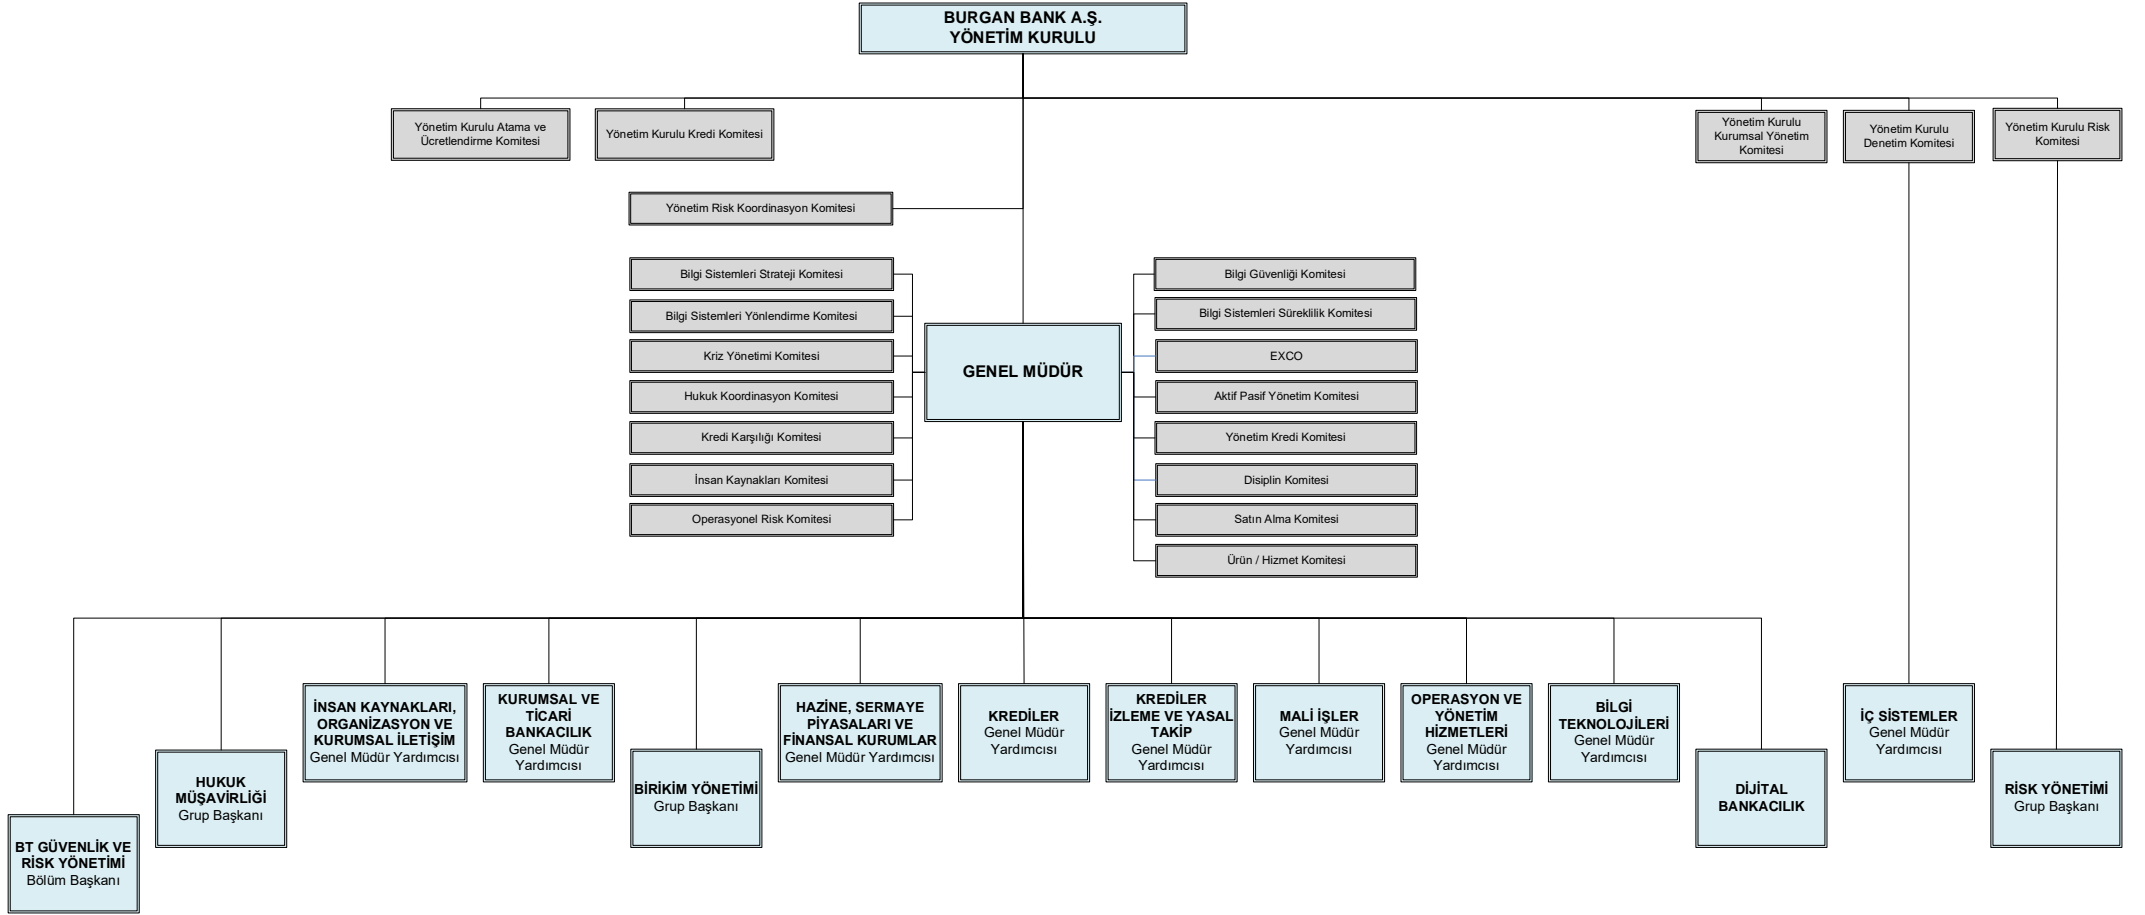 BURGAN BANK A.Ş.
YÖNETİM KURULU
Yönetim Kurulu Atama ve
Ücretlendirme Komitesi
Yönetim Kurulu Kredi Komitesi
Yönetim Kurulu
Kurumsal Yönetim
Komitesi
Yönetim Kurulu
Denetim Komitesi
Yönetim Kurulu Risk
Komitesi
Yönetim Risk Koordinasyon Komitesi
Bilgi Sistemleri Strateji Komitesi
Bilgi Sistemleri Yönlendirme Komitesi
Kriz Yönetimi Komitesi
Hukuk Koordinasyon Komitesi
Kredi Karşılığı Komitesi
İnsan Kaynakları Komitesi
Operasyonel Risk Komitesi
GENEL MÜDÜR
Bilgi Güvenliği Komitesi
Bilgi Sistemleri Süreklilik Komitesi
EXCO
Aktif Pasif Yönetim Komitesi
Yönetim Kredi Komitesi
Disiplin Komitesi
Satın Alma Komitesi
Ürün / Hizmet Komitesi
BT GÜVENLİK VE
RİSK YÖNETİMİ
Bölüm Başkanı
HUKUK
MÜŞAVİRLİĞİ
Grup Başkanı
İNSAN KAYNAKLARI,
ORGANİZASYON VE
KURUMSAL İLETİŞİM
Genel Müdür Yardımcısı
KURUMSAL VE
TİCARİ
BANKACILIK
Genel Müdür
Yardımcısı
BİRİKİM YÖNETİMİ
Grup Başkanı
HAZİNE, SERMAYE
PİYASALARI VE
FİNANSAL KURUMLAR
Genel Müdür Yardımcısı
KREDİLER
Genel Müdür
Yardımcısı
KREDİLER
İZLEME VE YASAL
TAKİP
Genel Müdür
Yardımcısı
MALİ İŞLER
Genel Müdür
Yardımcısı
OPERASYON VE
YÖNETİM
HİZMETLERİ
Genel Müdür
Yardımcısı
BİLGİ
TEKNOLOJİLERİ
Genel Müdür
Yardımcısı
DİJİTAL
BANKACILIK
İÇ SİSTEMLER
Genel Müdür
Yardımcısı
RİSK YÖNETİMİ
Grup Başkanı